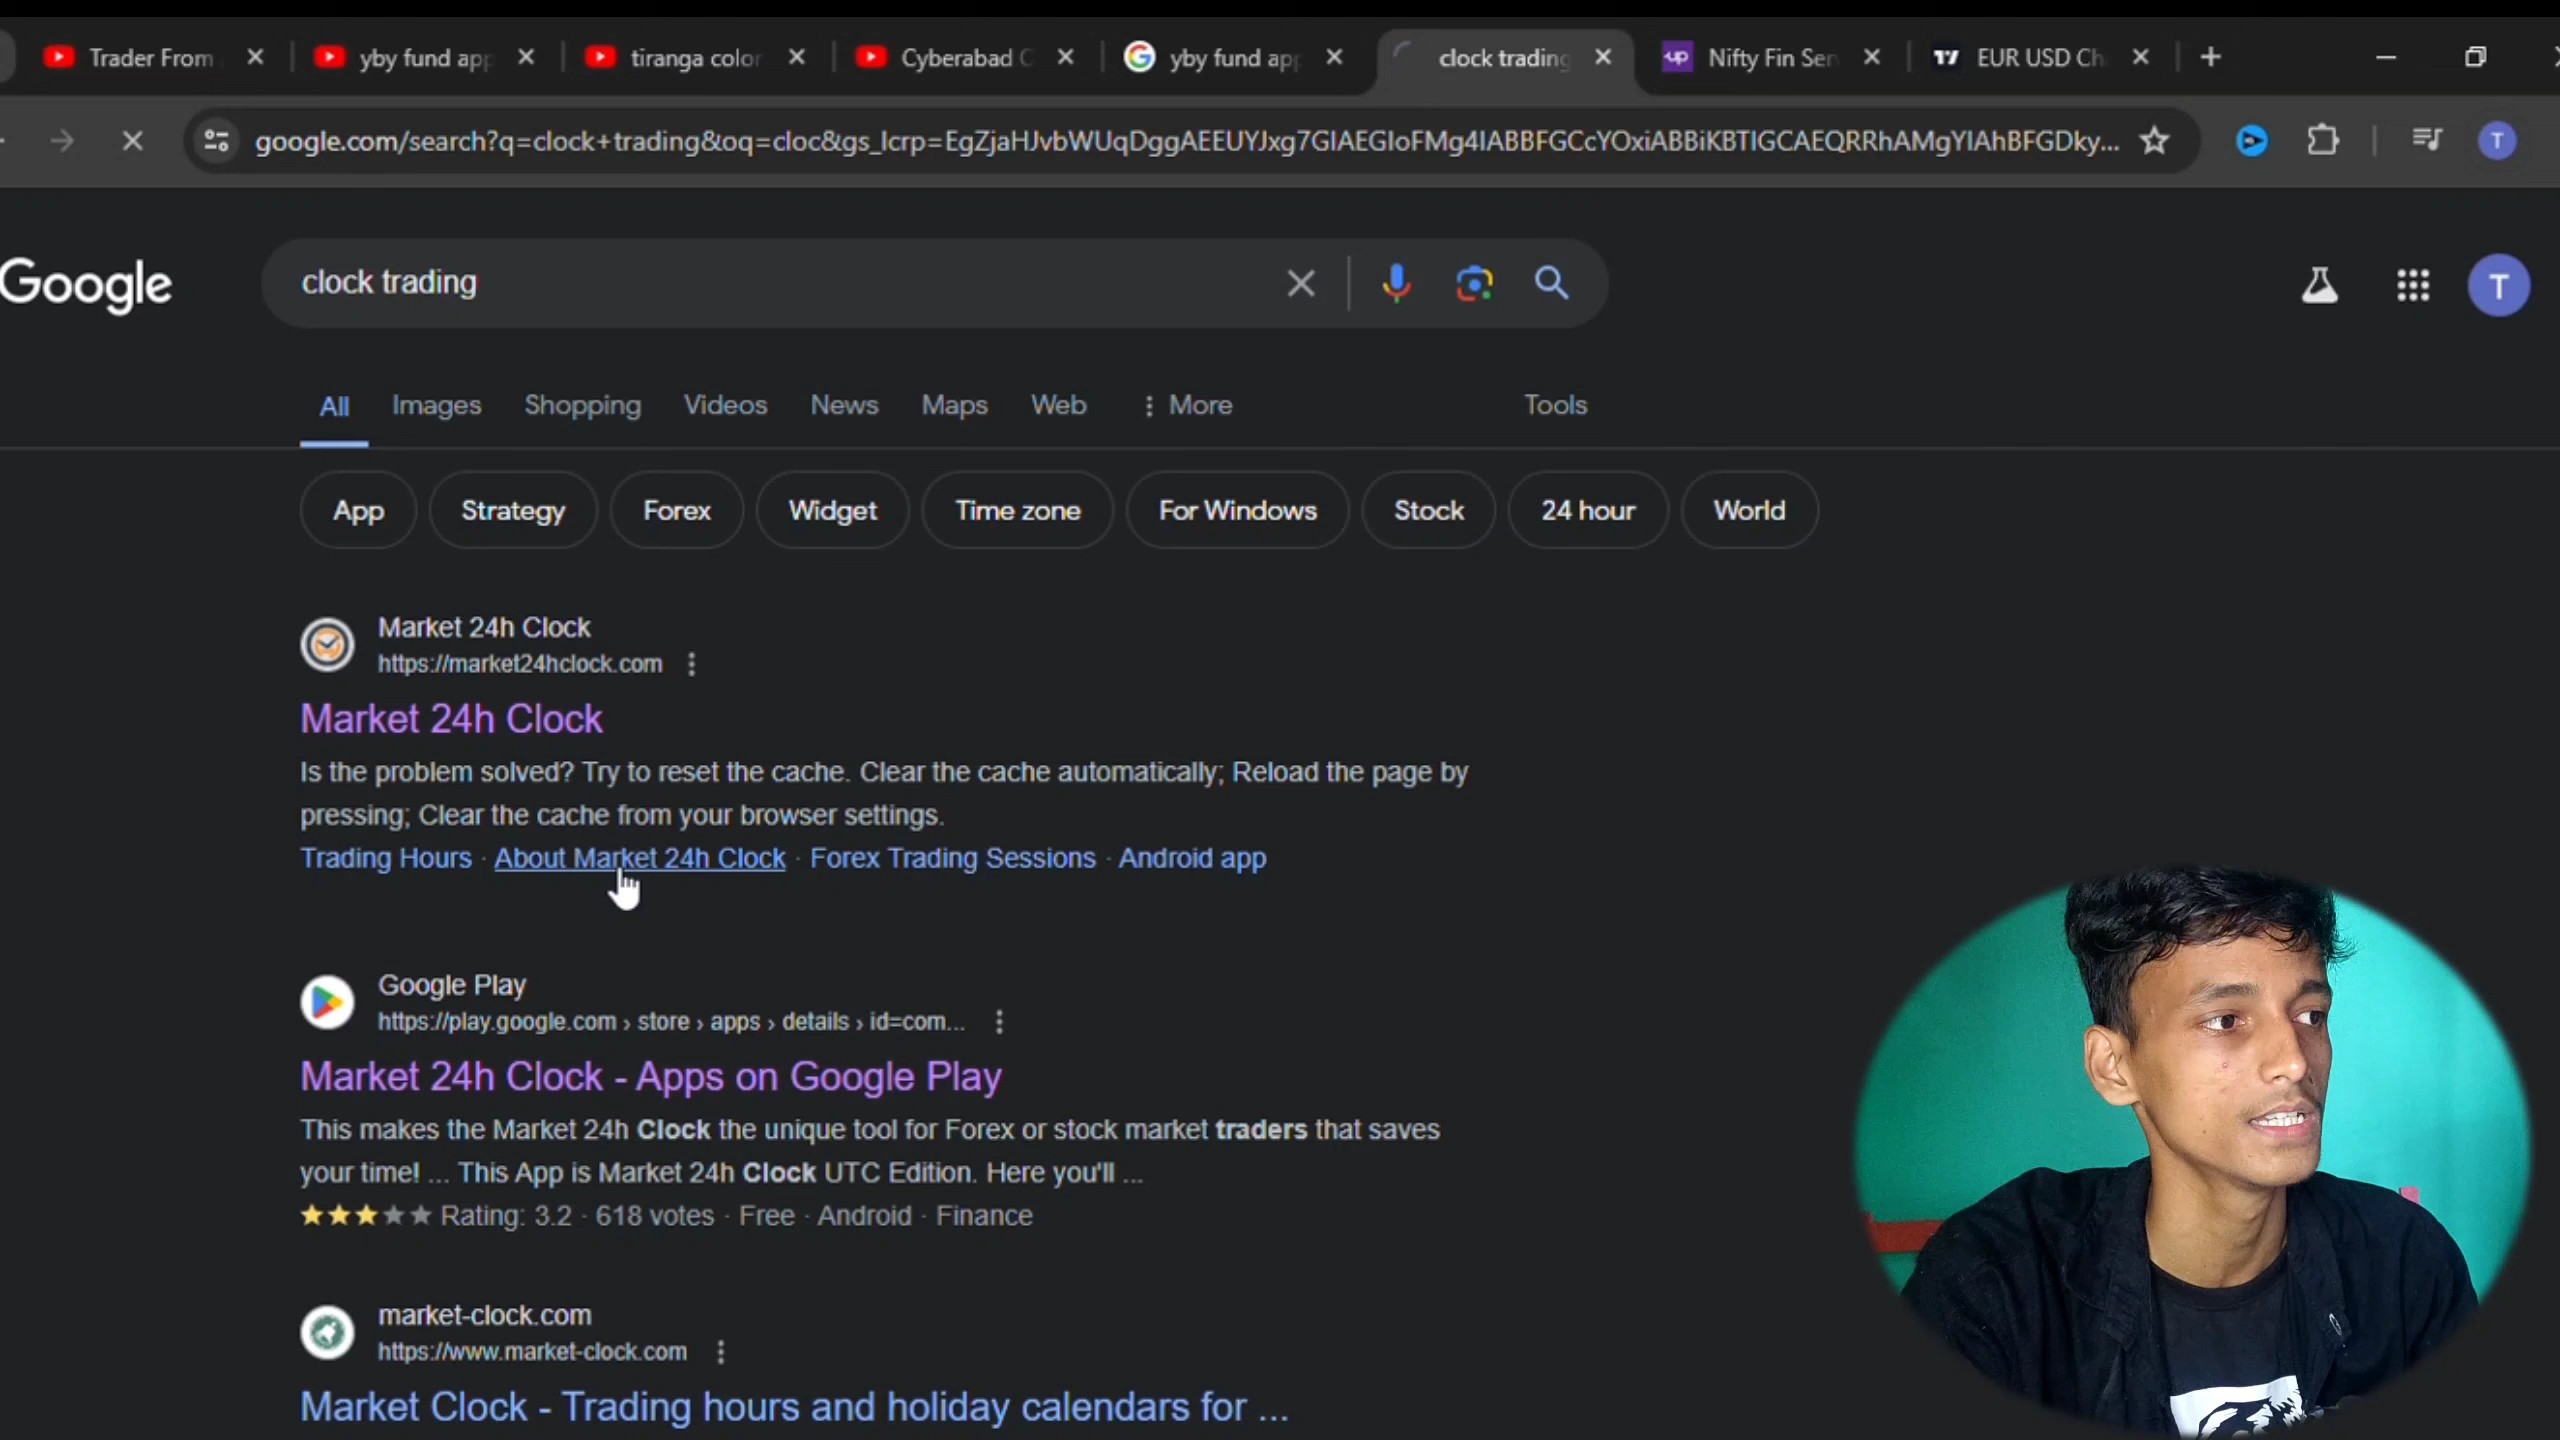 Trader From
yby fund app
tiranga color
Cyberabad C
yby fund app
clock trading
up
Nifty Fin Ser
EUR USD Ch
google.com/search?q=clock+trading&oq=cloc&gs_lcrp=EgZjaHJvbWUqDggAEEUYJxg7GIAEGIoFMg4IABBFGCcYOxiABBiKBTIGCAEQRRhAMgYIAhBFGDky...
T
Google
clock trading
T
All Images Shopping Videos News Maps Web More Tools
App Strategy Forex Widget Time zone For Windows Stock 24 hour World
Market 24h Clock
https://market24hclock.com
Market 24h Clock
Is the problem solved? Try to reset the cache. Clear the cache automatically; Reload the page by
pressing; Clear the cache from your browser settings.
Trading Hours · About Market 24h Clock · Forex Trading Sessions · Android app
Google Play
https://play.google.com › store › apps › details › id=com...
Market 24h Clock - Apps on Google Play
This makes the Market 24h Clock the unique tool for Forex or stock market traders that saves
your time! ... This App is Market 24h Clock UTC Edition. Here you'll ...
Rating: 3.2 · 618 votes · Free · Android · Finance
market-clock.com
https://www.market-clock.com
Market Clock - Trading hours and holiday calendars for ...